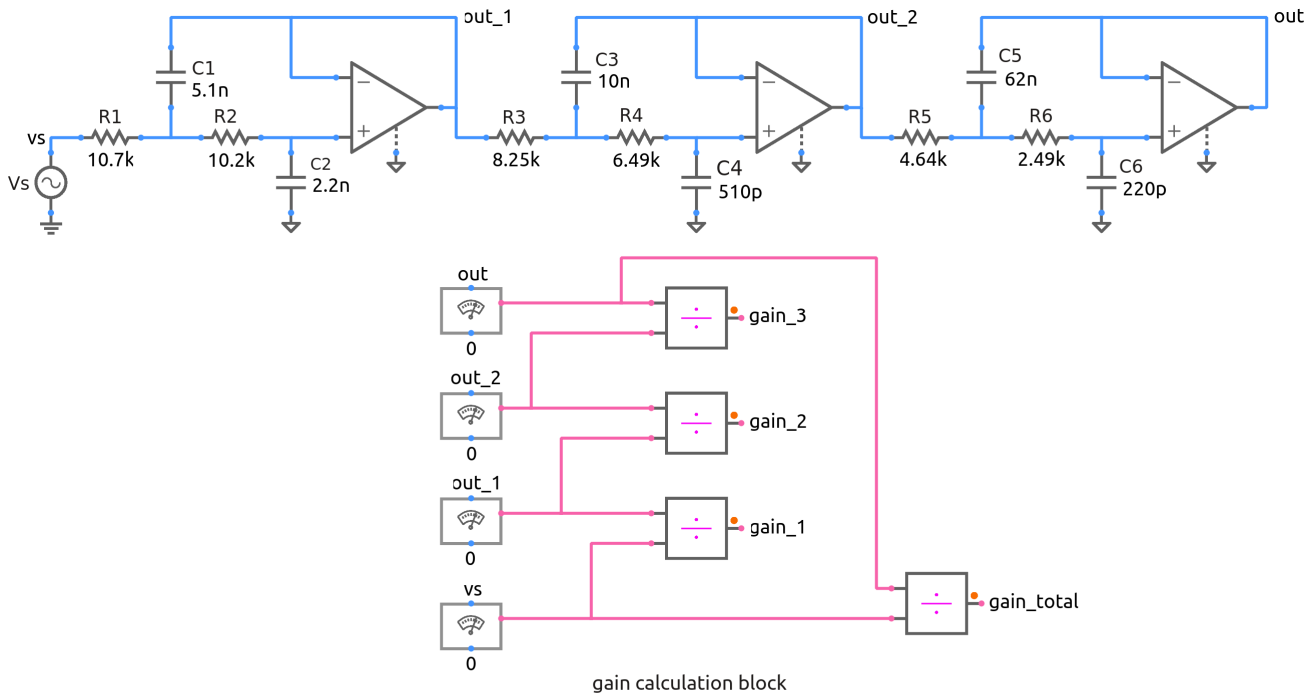 out_1
out_2
out
C1
5.1n
C3
10n
C5
62n
vs
R1
10.7k
R2
10.2k
R3
8.25k
R4
6.49k
R5
4.64k
R6
2.49k
−
+
−
+
−
+
Vs
C2
2.2n
C4
510p
C6
220p
out
0
÷
gain_3
out_2
0
÷
gain_2
out_1
0
÷
gain_1
vs
0
÷
gain_total
gain calculation block